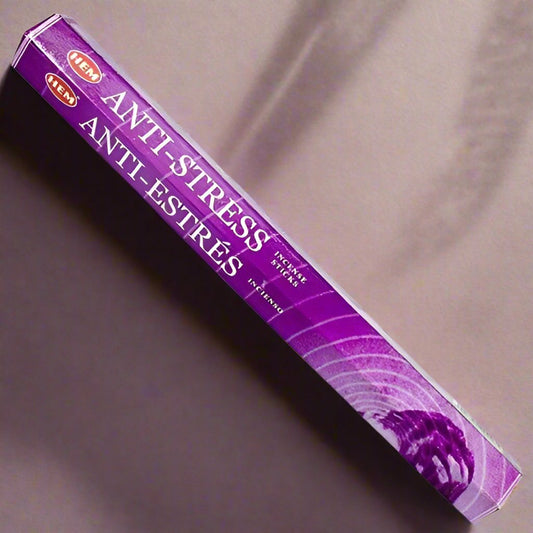 HEM
ANTI-STRESS
INCENSE
STICKS
HEM
ANTI-ESTRÉS
INCIENSO